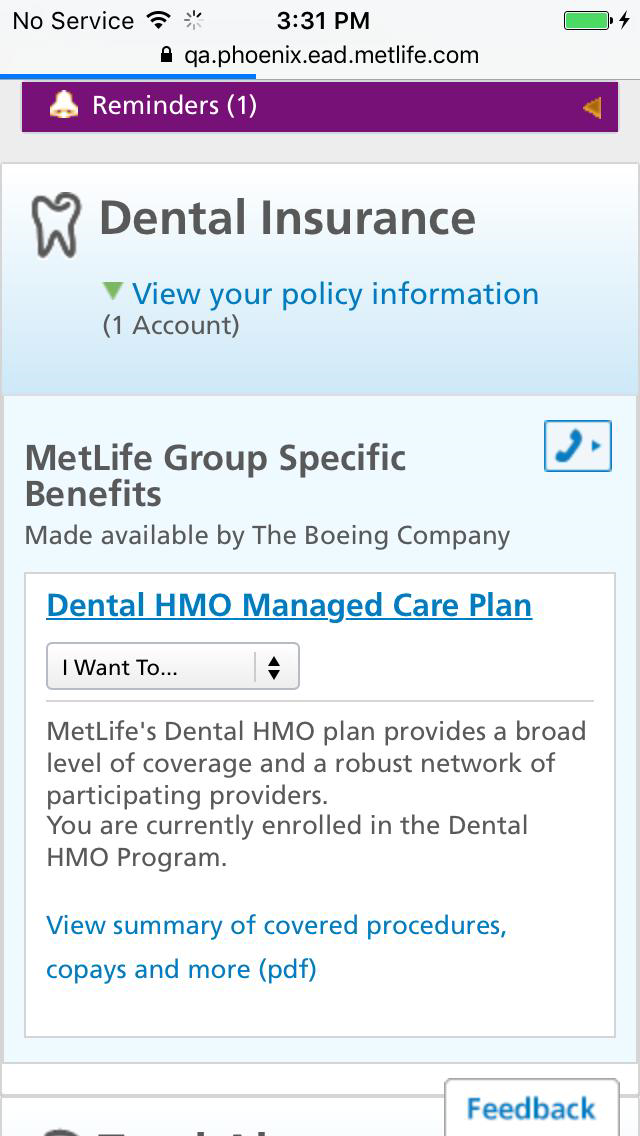 No Service 3:31 PM
qa.phoenix.ead.metlife.com
Reminders (1)
Dental Insurance
View your policy information
(1 Account)
MetLife Group Specific
Benefits
Made available by The Boeing Company
Dental HMO Managed Care Plan
I Want To...
MetLife's Dental HMO plan provides a broad
level of coverage and a robust network of
participating providers.
You are currently enrolled in the Dental
HMO Program.
View summary of covered procedures,
copays and more (pdf)
Feedback